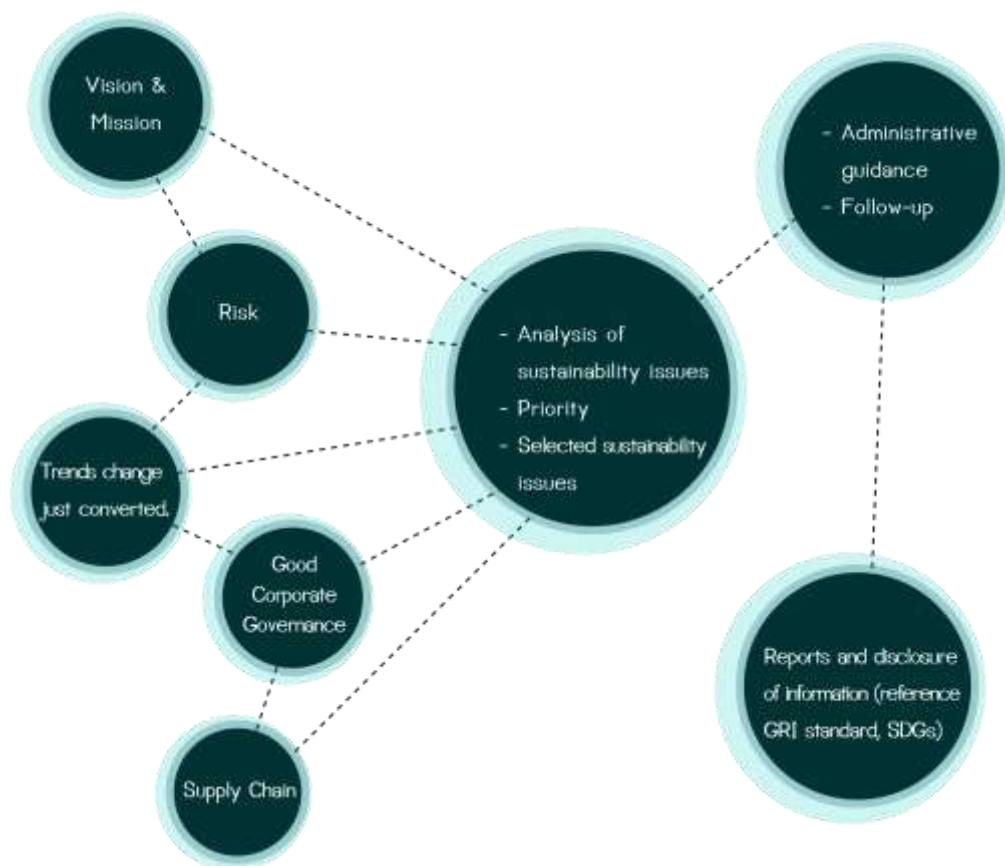 Vision &
Mission
Risk
Trends change
just converted.
Good
Corporate
Governance
Supply Chain
- Analysis of
sustainability issues
- Priority
- Selected sustainability
issues
- Administrative
guidance
- Follow-up
Reports and disclosure
of information (reference
GRI standard, SDGs)